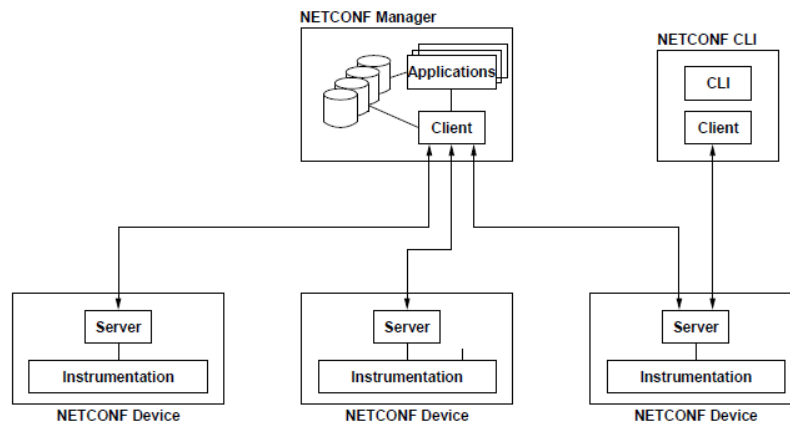 NETCONF Manager
NETCONF CLI
Applications
CLI
Client
Client
Server
Server
Server
Instrumentation
Instrumentation
Instrumentation
NETCONF Device
NETCONF Device
NETCONF Device